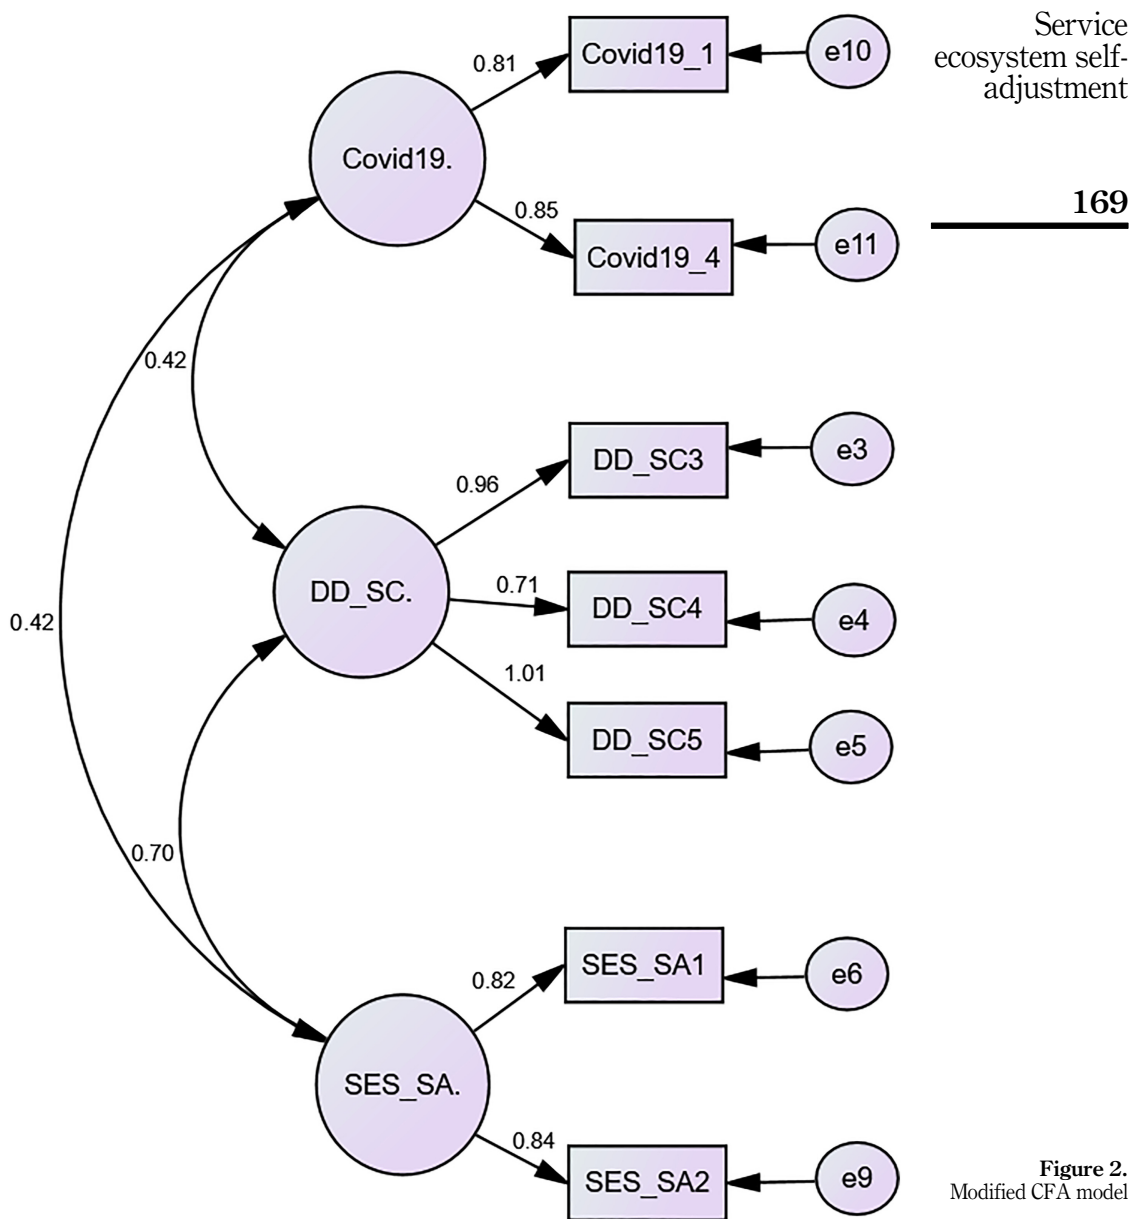 Service
ecosystem self-
adjustment
169
0.81
Covid19_1
e10
Covid19.
0.85
Covid19_4
e11
0.42
DD_SC3
e3
0.96
DD_SC.
0.71
DD_SC4
e4
0.42
1.01
DD_SC5
e5
0.70
SES_SA1
e6
0.82
SES_SA.
0.84
SES_SA2
e9
Figure 2.
Modified CFA model